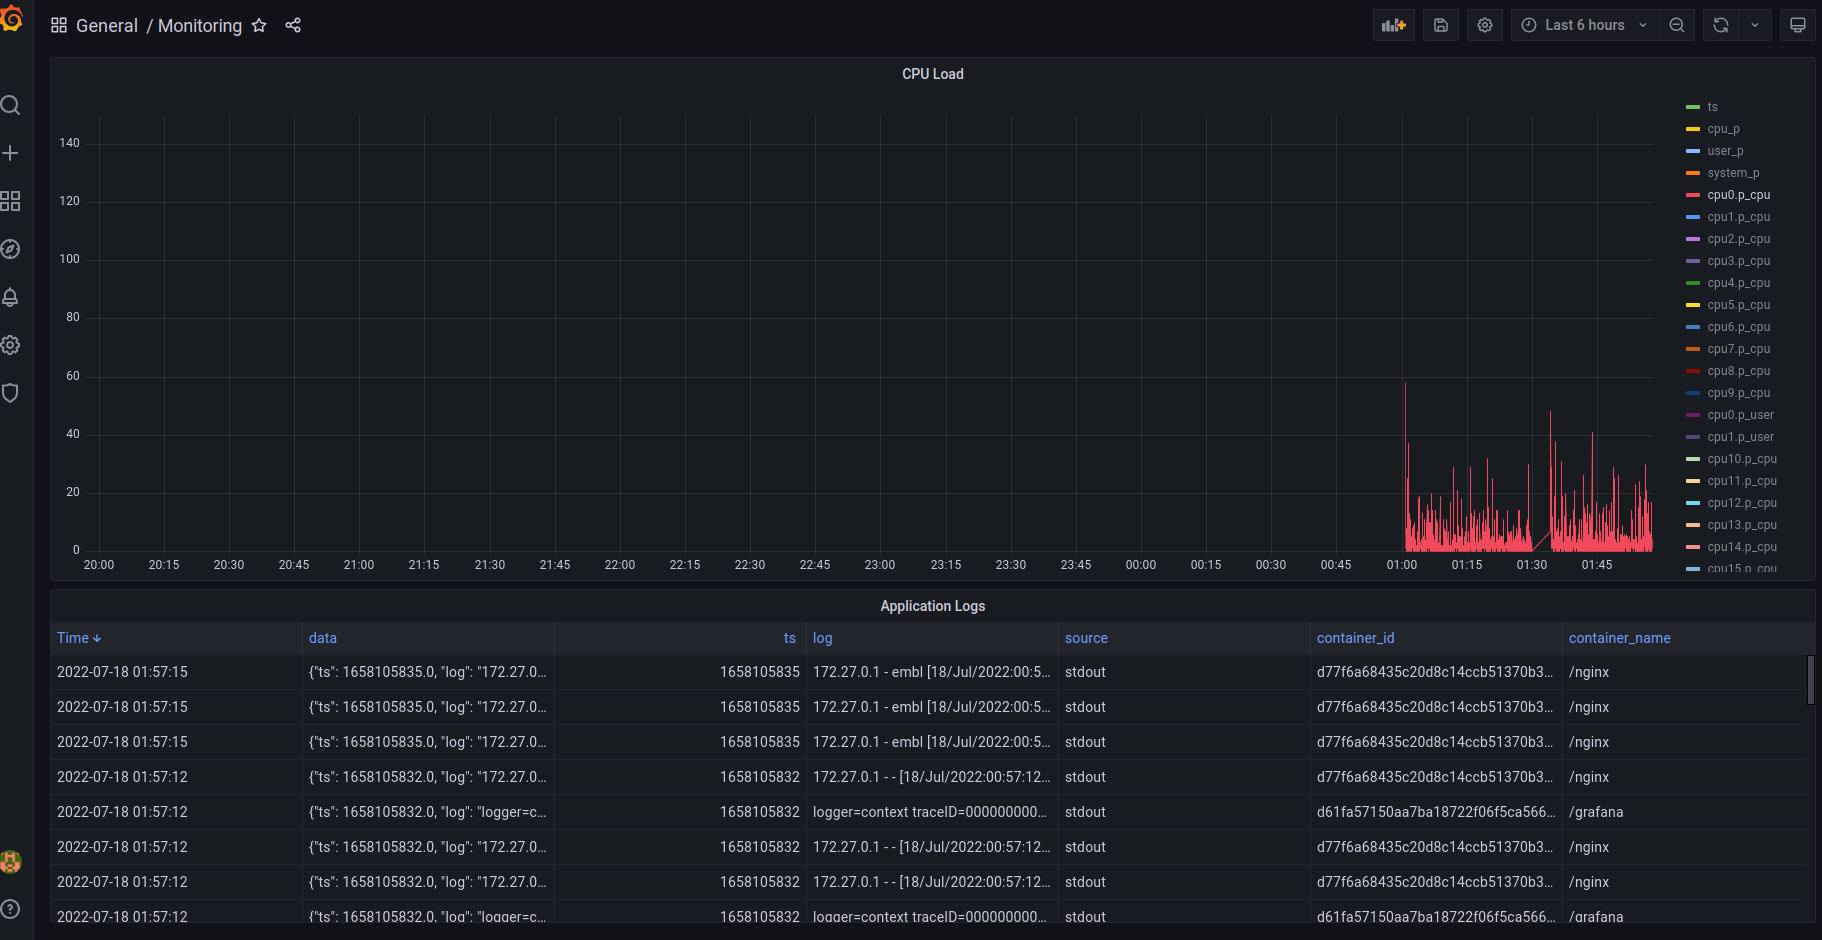 General / Monitoring
Last 6 hours
CPU Load
140
120
100
80
60
40
20
0
20:00 20:15 20:30 20:45 21:00 21:15 21:30 21:45 22:00 22:15 22:30 22:45 23:00 23:15 23:30 23:45 00:00 00:15 00:30 00:45 01:00 01:15 01:30 01:45
ts
cpu_p
user_p
system_p
cpu0.p_cpu
cpu1.p_cpu
cpu2.p_cpu
cpu3.p_cpu
cpu4.p_cpu
cpu5.p_cpu
cpu6.p_cpu
cpu7.p_cpu
cpu8.p_cpu
cpu9.p_cpu
cpu0.p_user
cpu1.p_user
cpu10.p_cpu
cpu11.p_cpu
cpu12.p_cpu
cpu13.p_cpu
cpu14.p_cpu
cpu15.p_cpu
Application Logs
Time data ts log source container_id container_name
2022-07-18 01:57:15 {"ts": 1658105835.0, "log": "172.27.0... 1658105835 172.27.0.1 - embl [18/Jul/2022:00:5... stdout d77f6a68435c20d8c14ccb51370b3... /nginx
2022-07-18 01:57:15 {"ts": 1658105835.0, "log": "172.27.0... 1658105835 172.27.0.1 - embl [18/Jul/2022:00:5... stdout d77f6a68435c20d8c14ccb51370b3... /nginx
2022-07-18 01:57:15 {"ts": 1658105835.0, "log": "172.27.0... 1658105835 172.27.0.1 - embl [18/Jul/2022:00:5... stdout d77f6a68435c20d8c14ccb51370b3... /nginx
2022-07-18 01:57:12 {"ts": 1658105832.0, "log": "172.27.0... 1658105832 172.27.0.1 - - [18/Jul/2022:00:57:12... stdout d77f6a68435c20d8c14ccb51370b3... /nginx
2022-07-18 01:57:12 {"ts": 1658105832.0, "log": "logger=c... 1658105832 logger=context traceID=000000000... stdout d61fa57150aa7ba18722f06f5ca566... /grafana
2022-07-18 01:57:12 {"ts": 1658105832.0, "log": "172.27.0... 1658105832 172.27.0.1 - - [18/Jul/2022:00:57:12... stdout d77f6a68435c20d8c14ccb51370b3... /nginx
2022-07-18 01:57:12 {"ts": 1658105832.0, "log": "172.27.0... 1658105832 172.27.0.1 - - [18/Jul/2022:00:57:12... stdout d77f6a68435c20d8c14ccb51370b3... /nginx
2022-07-18 01:57:12 {"ts": 1658105832.0, "log": "logger=c... 1658105832 logger=context traceID=000000000... stdout d61fa57150aa7ba18722f06f5ca566... /grafana